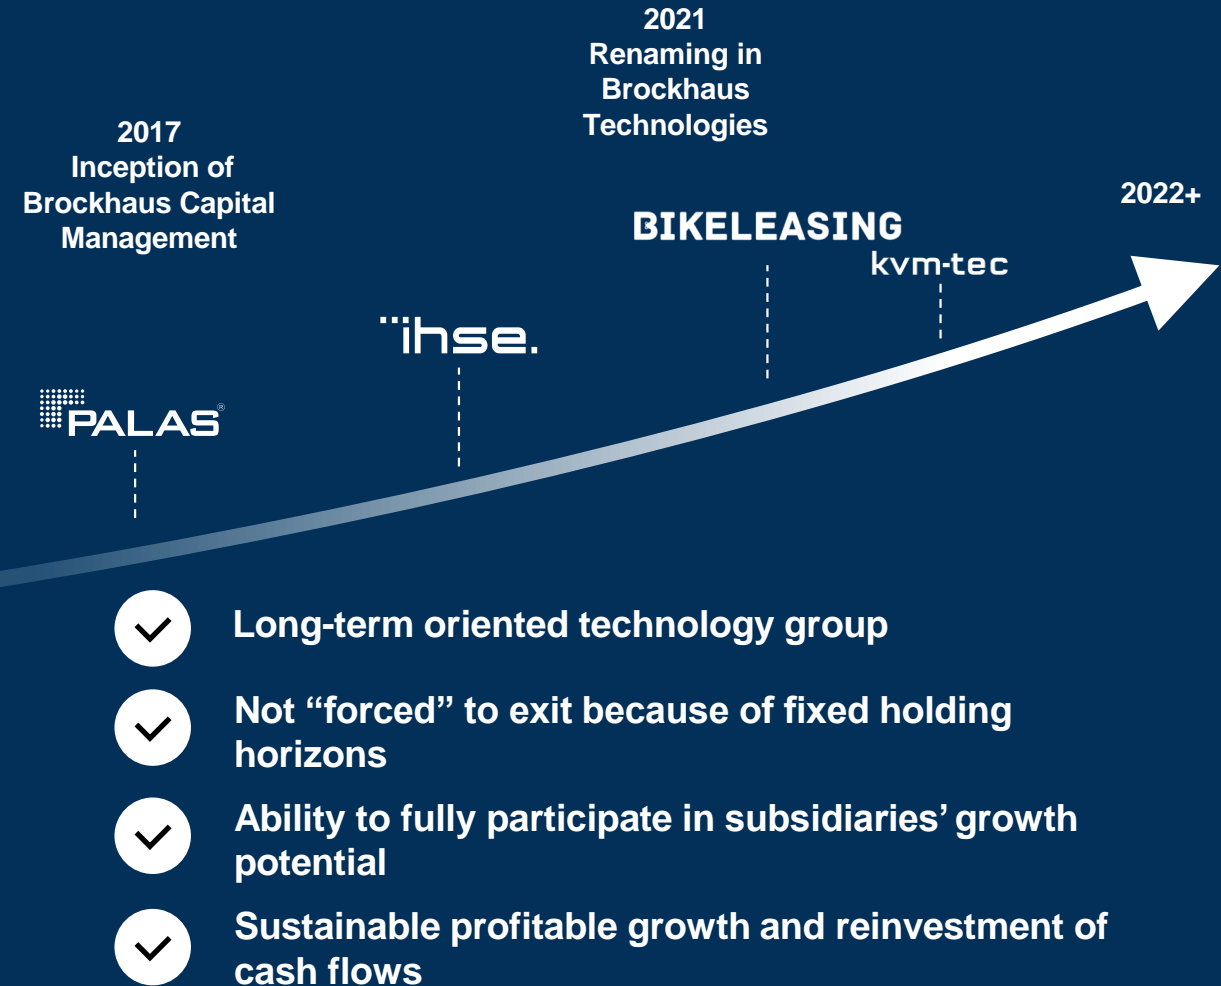 2021
Renaming in
Brockhaus
Technologies
2017
Inception of
Brockhaus Capital
Management
2022+
BIKELEASING
kvm-tec
ihse.
PALAS®
Long-term oriented technology group
Not “forced” to exit because of fixed holding
horizons
Ability to fully participate in subsidiaries’ growth
potential
Sustainable profitable growth and reinvestment of
cash flows